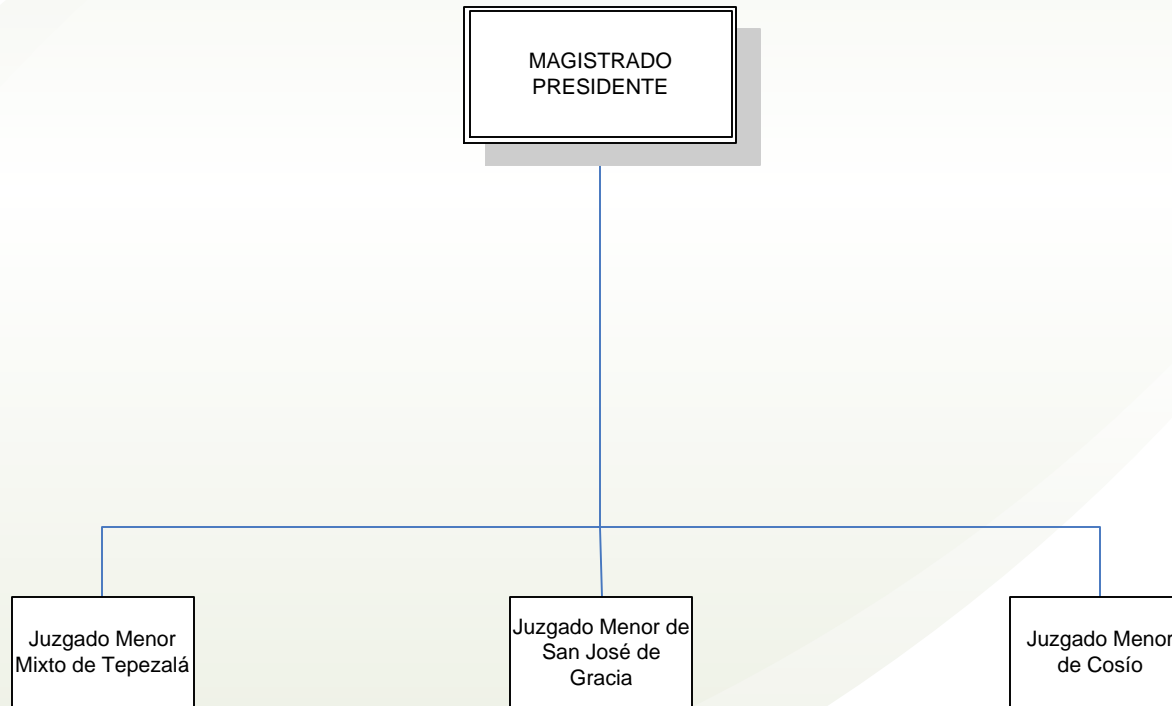 MAGISTRADO
PRESIDENTE
Juzgado Menor
Mixto de Tepezalá
Juzgado Menor de
San José de
Gracia
Juzgado Menor
de Cosío